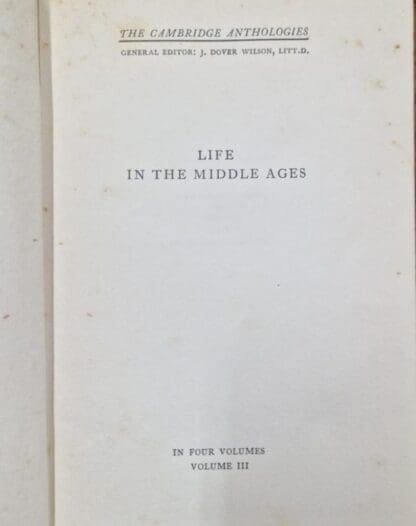 THE CAMBRIDGE ANTHOLOGIES
GENERAL EDITOR: J. DOVER WILSON, LITT.D.
LIFE
IN THE MIDDLE AGES
IN FOUR VOLUMES
VOLUME III